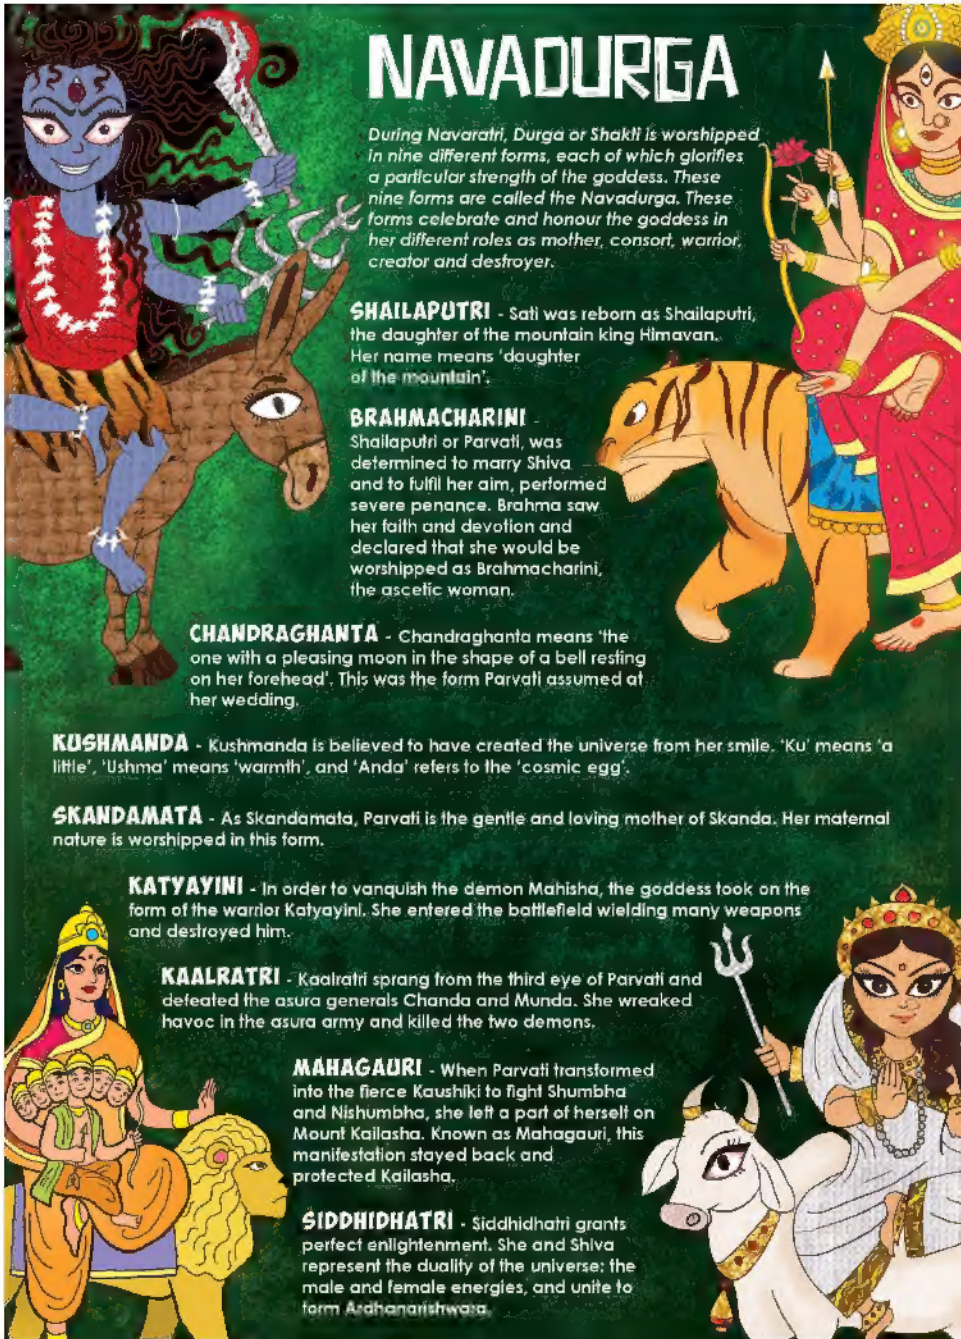 NAVADURGA
During Navaratri, Durga or Shakti is worshipped
in nine different forms, each of which glorifies
a particular strength of the goddess. These
nine forms are called the Navadurga. These
forms celebrate and honour the goddess in
her different roles as mother, consort, warrior,
creator and destroyer.
SHAILAPUTRI - Sati was reborn as Shailaputri,
the daughter of the mountain king Himavan.
Her name means 'daughter
of the mountain'.
BRAHMACHARINI -
Shailaputri or Parvati, was
determined to marry Shiva
and to fulfil her aim, performed
severe penance. Brahma saw
her faith and devotion and
declared that she would be
worshipped as Brahmacharini,
the ascetic woman.
CHANDRAGHANTA - Chandraghanta means 'the
one with a pleasing moon in the shape of a bell resting
on her forehead'. This was the form Parvati assumed at
her wedding.
KUSHMANDA - Kushmanda is believed to have created the universe from her smile. 'Ku' means 'a
little', 'Ushma' means 'warmth', and 'Anda' refers to the 'cosmic egg'.
SKANDAMATA - As Skandamata, Parvati is the gentle and loving mother of Skanda. Her maternal
nature is worshipped in this form.
KATYAYINI - In order to vanquish the demon Mahisha, the goddess took on the
form of the warrior Katyayini. She entered the battlefield wielding many weapons
and destroyed him.
KAALRATRI - Kaalratri sprang from the third eye of Parvati and
defeated the asura generals Chanda and Munda. She wreaked
havoc in the asura army and killed the two demons.
MAHAGAURI - When Parvati transformed
into the fierce Kaushiki to fight Shumbha
and Nishumbha, she left a part of herself on
Mount Kailasha. Known as Mahagauri, this
manifestation stayed back and
protected Kailasha.
SIDDHIDHATRI - Siddhidhatri grants
perfect enlightenment. She and Shiva
represent the duality of the universe: the
male and female energies, and unite to
form Ardhanarishwara.